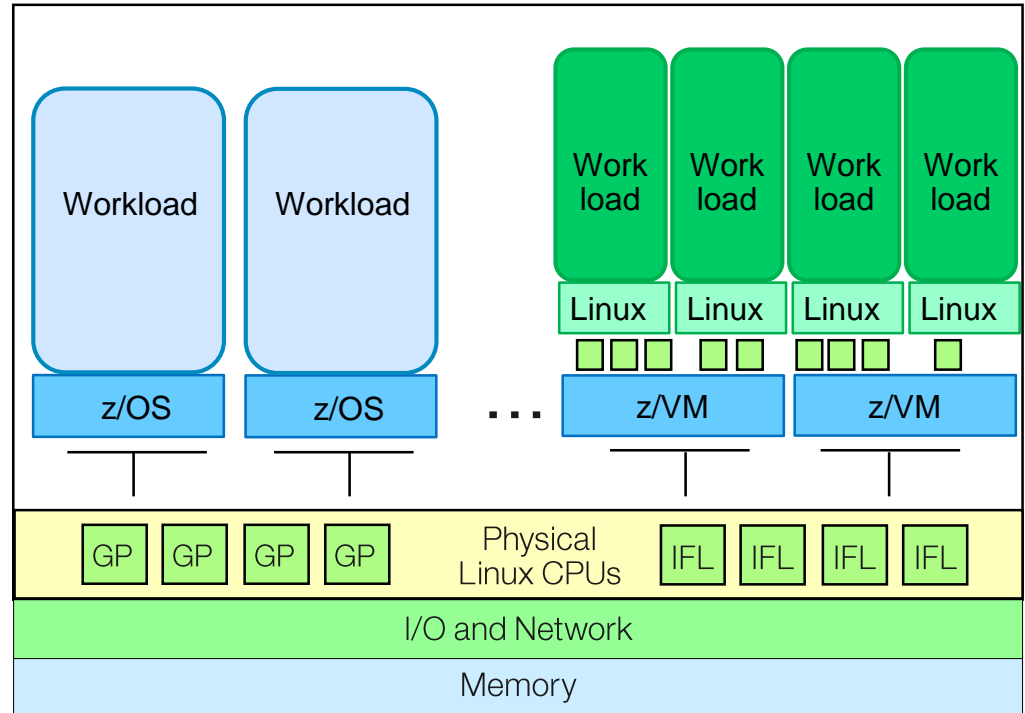 Workload
Workload
Work
load
Work
load
Work
load
Work
load
Linux
Linux
Linux
Linux
z/OS
z/OS
...
z/VM
z/VM
GP
GP
GP
GP
Physical
Linux CPUs
IFL
IFL
IFL
IFL
I/O and Network
Memory